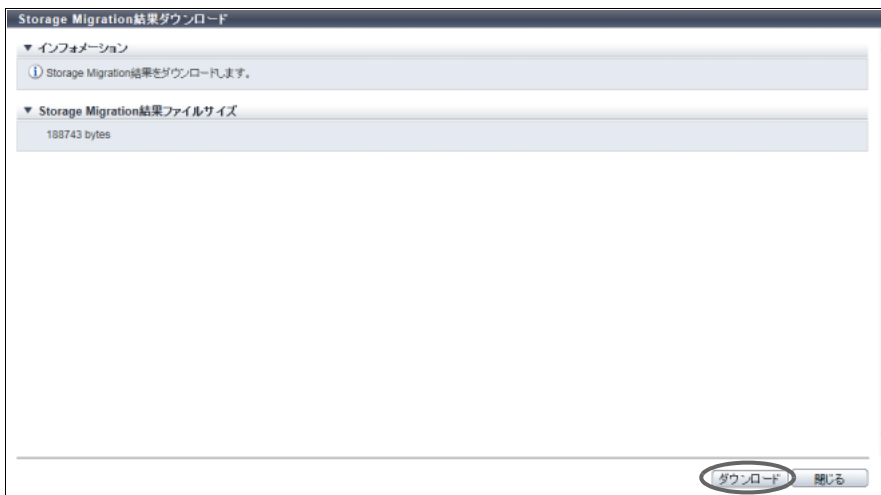 Storage Migration結果ダウンロード
▼ インフォメーション
Storage Migration結果をダウンロードします。
▼ Storage Migration結果ファイルサイズ
188743 bytes
ダウンロード 閉じる